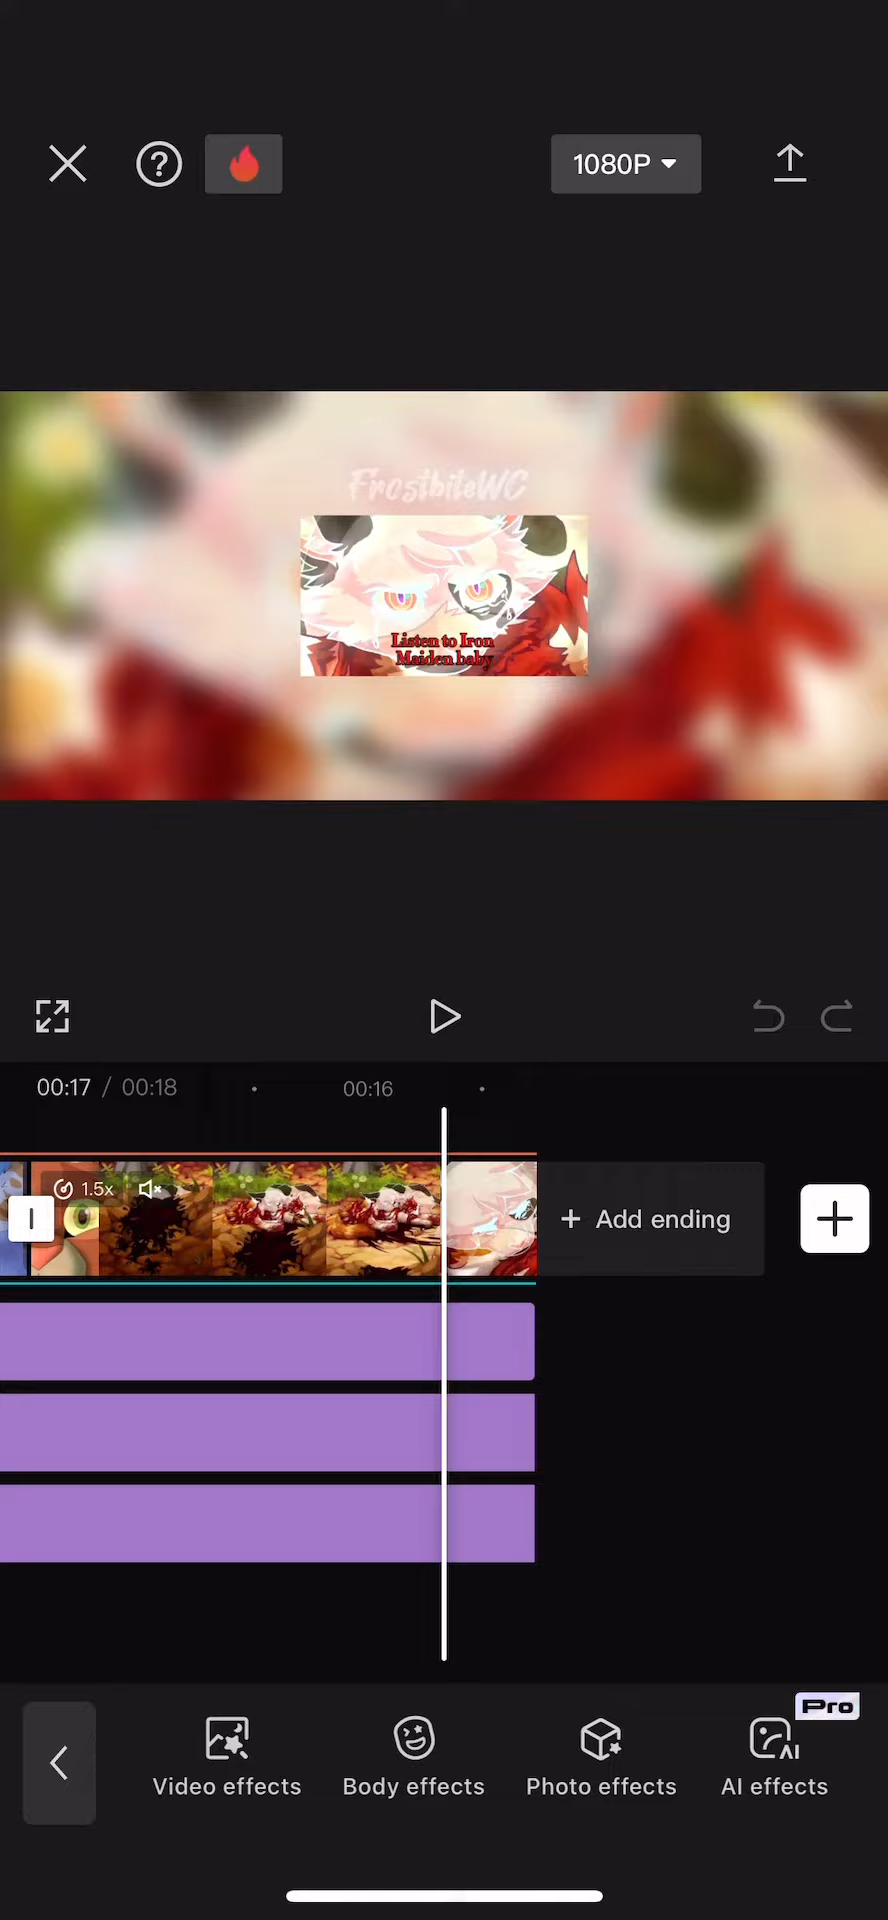 1080P
FrostbiteWC
Listen to Iron
Maiden baby
00:17 / 00:18
00:16
1.5x
+ Add ending
Pro
AI
Video effects
Body effects
Photo effects
AI effects